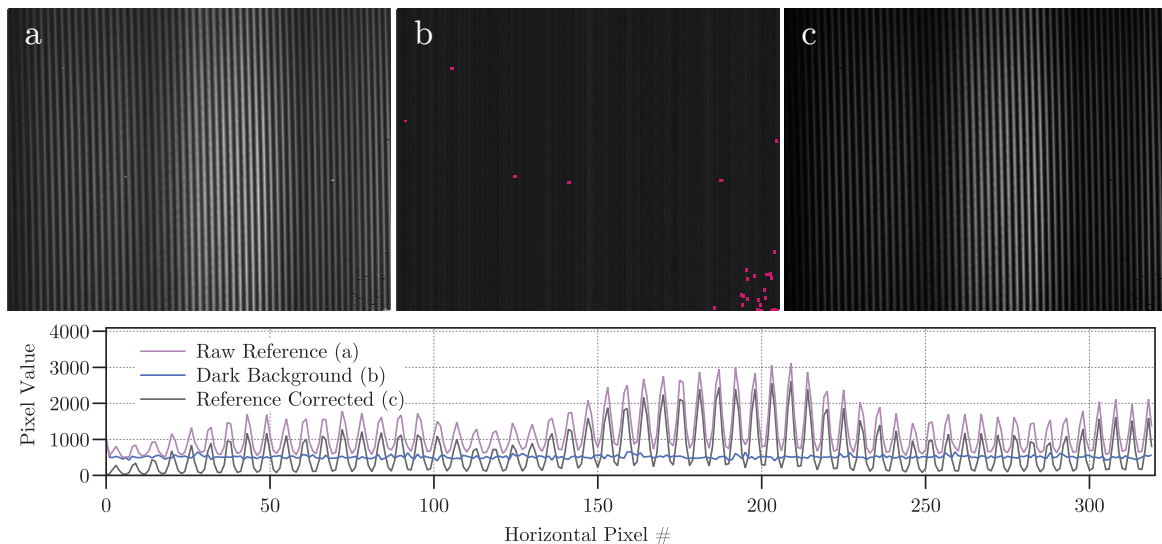 a
b
c
4000
3000
2000
1000
0
Pixel Value
Raw Reference (a)
Dark Background (b)
Reference Corrected (c)
0 50 100 150 200 250 300
Horizontal Pixel #